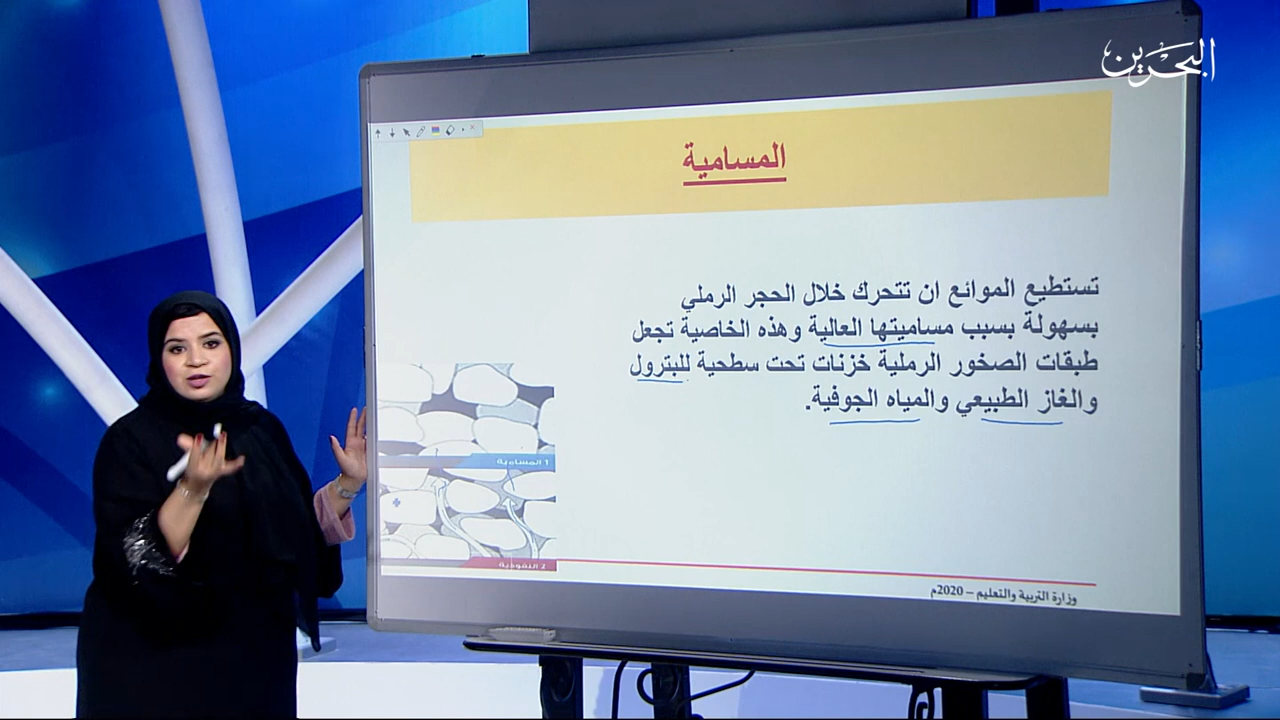 البحرين
المسامية
تستطيع الموائع ان تتحرك خلال الحجر الرملي
بسهولة بسبب مساميتها العالية وهذه الخاصية تجعل
طبقات الصخور الرملية خزنات تحت سطحية للبترول
والغاز الطبيعي والمياه الجوفية.
1 المسامية
2 النفوذية
وزارة التربية والتعليم – 2020م